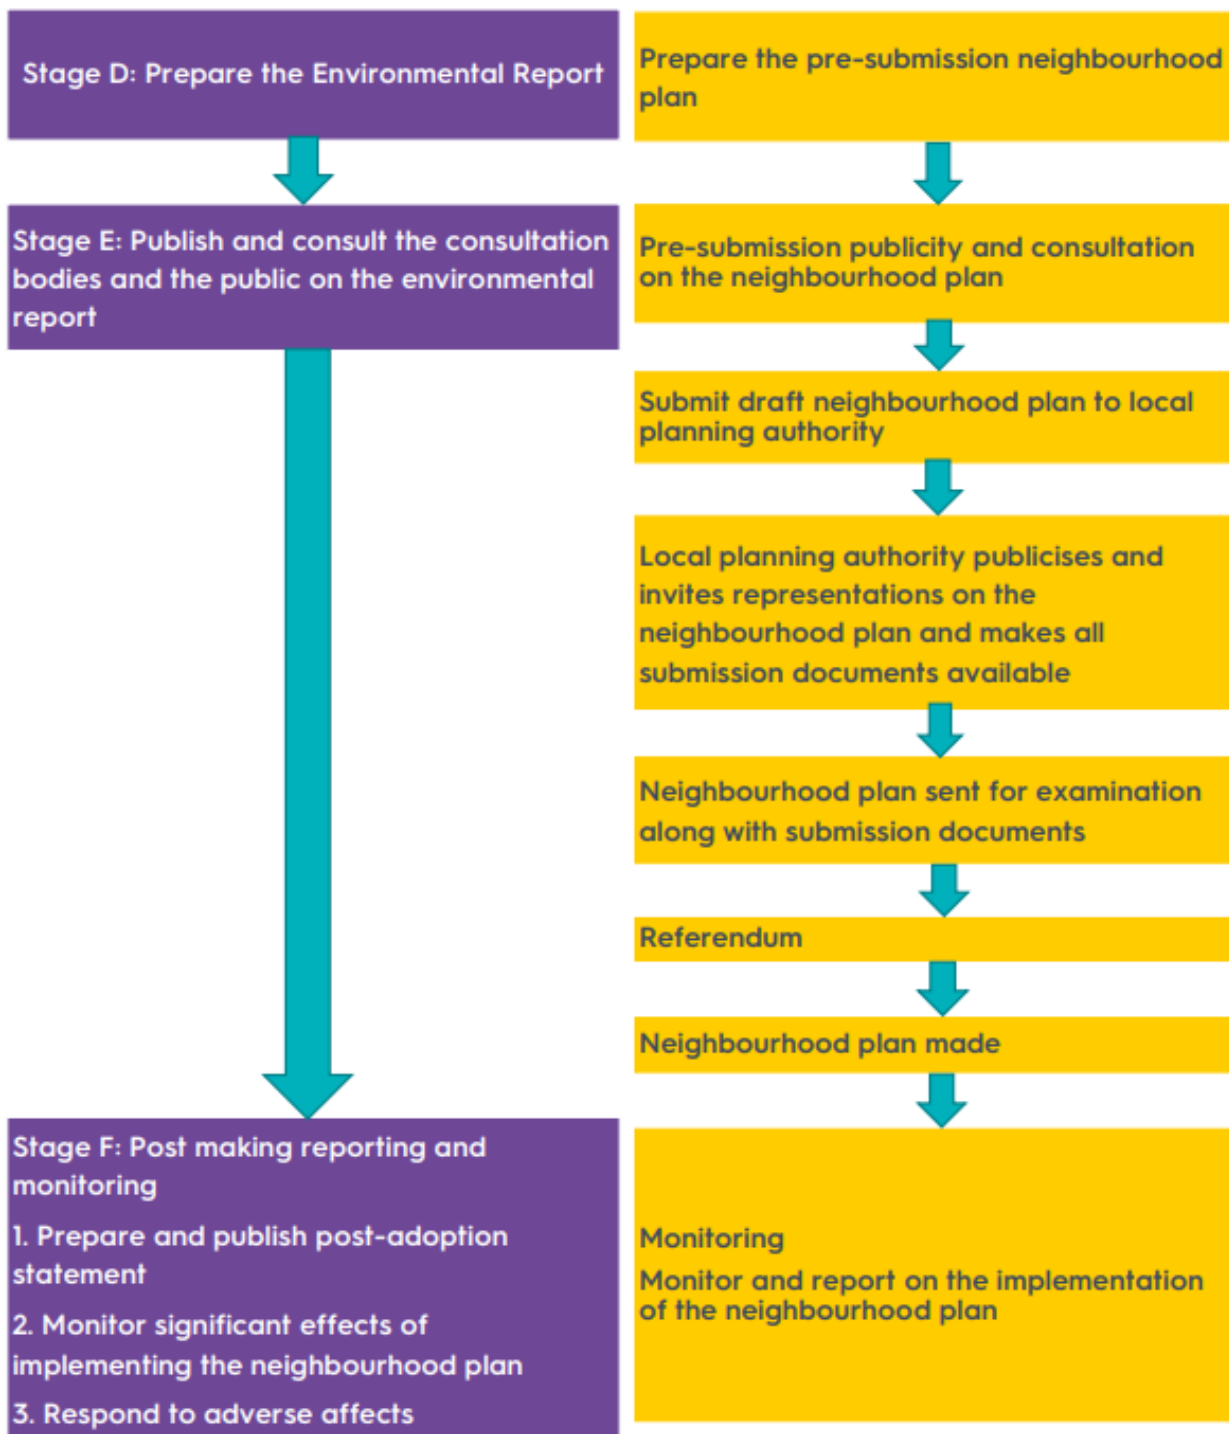 Stage D: Prepare the Environmental Report
Prepare the pre-submission neighbourhood
plan
Stage E: Publish and consult the consultation
bodies and the public on the environmental
report
Pre-submission publicity and consultation
on the neighbourhood plan
Submit draft neighbourhood plan to local
planning authority
Local planning authority publicises and
invites representations on the
neighbourhood plan and makes all
submission documents available
Neighbourhood plan sent for examination
along with submission documents
Referendum
Neighbourhood plan made
Stage F: Post making reporting and
monitoring
1. Prepare and publish post-adoption
statement
2. Monitor significant effects of
implementing the neighbourhood plan
3. Respond to adverse affects
Monitoring
Monitor and report on the implementation
of the neighbourhood plan